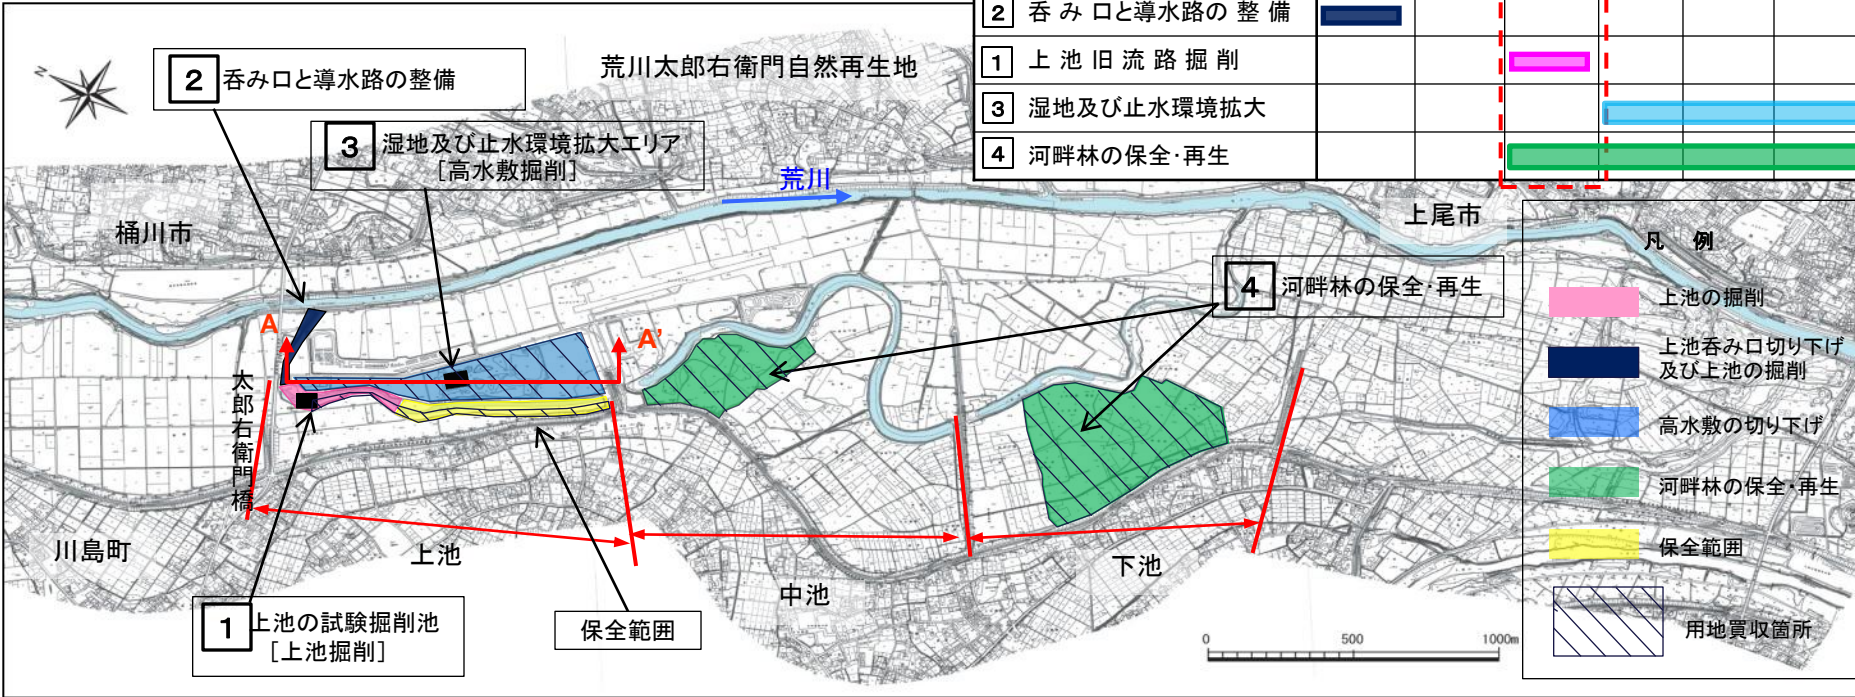 2 呑み口と導水路の整備
1 上池旧流路掘削
3 湿地及び止水環境拡大
4 河畔林の保全・再生
N
2 呑み口と導水路の整備
荒川太郎右衛門自然再生地
3 湿地及び止水環境拡大エリア
[高水敷掘削]
荒川
桶川市
上尾市
凡 例
上池の掘削
上池呑み口切り下げ
及び上池の掘削
高水敷の切り下げ
河畔林の保全・再生
保全範囲
用地買収箇所
4 河畔林の保全・再生
A
A'
太郎右衛門橋
川島町
上池
中池
下池
1 上池の試験掘削池
[上池掘削]
保全範囲
0 500 1000m